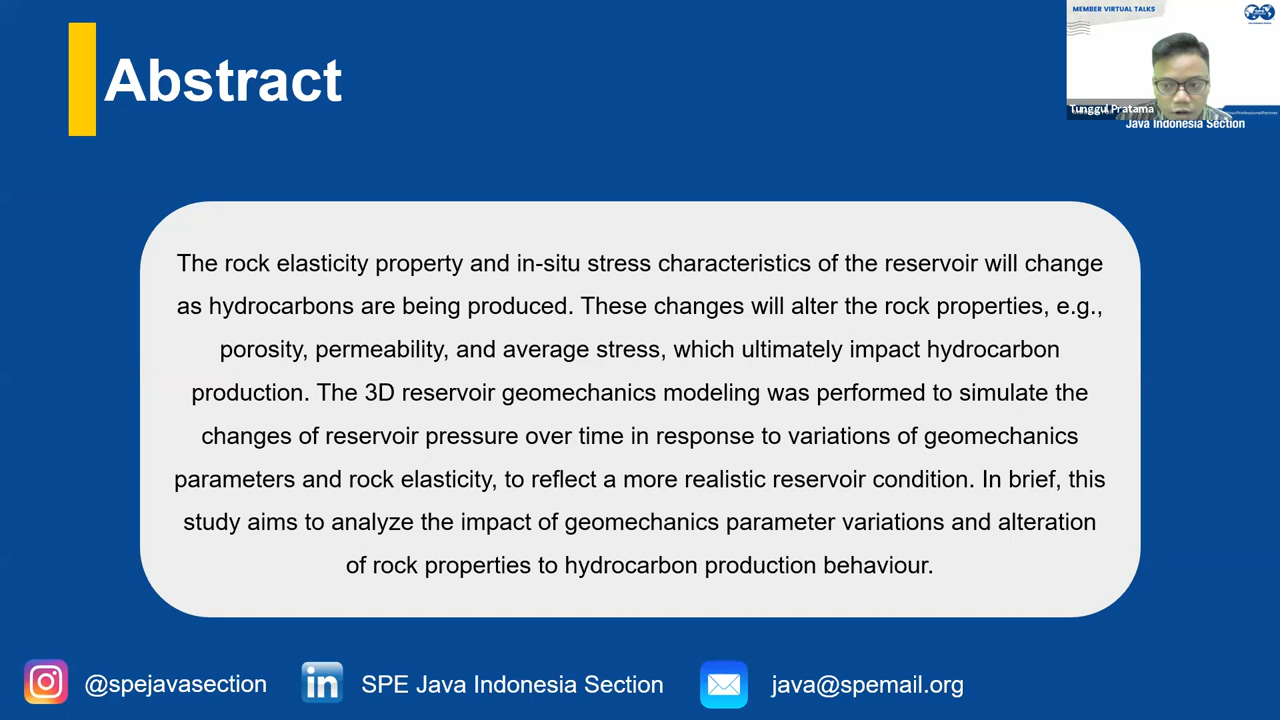 Abstract
MEMBER VIRTUAL TALKS
Tunggul Pratama
Java Indonesia Section
The rock elasticity property and in-situ stress characteristics of the reservoir will change
as hydrocarbons are being produced. These changes will alter the rock properties, e.g.,
porosity, permeability, and average stress, which ultimately impact hydrocarbon
production. The 3D reservoir geomechanics modeling was performed to simulate the
changes of reservoir pressure over time in response to variations of geomechanics
parameters and rock elasticity, to reflect a more realistic reservoir condition. In brief, this
study aims to analyze the impact of geomechanics parameter variations and alteration
of rock properties to hydrocarbon production behaviour.
@spejavasection
SPE Java Indonesia Section
java@spemail.org